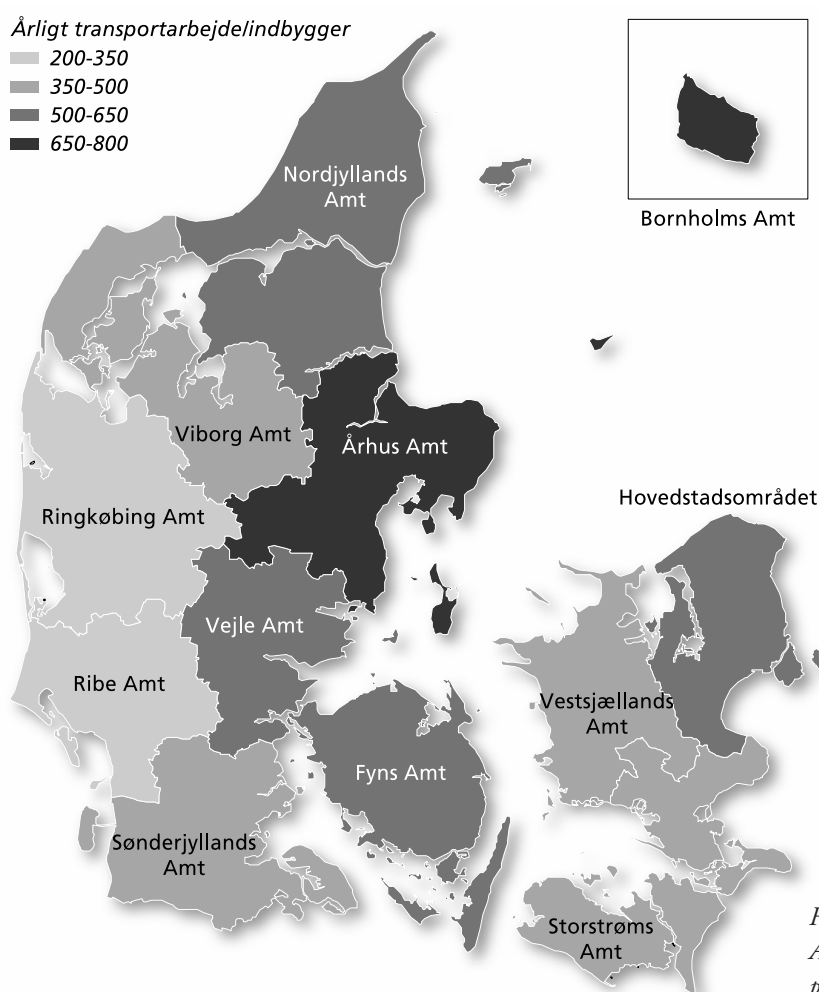 Årligt transportarbejde/indbygger
200-350
350-500
500-650
650-800
Nordjyllands
Amt
Bornholms Amt
Viborg Amt
Århus Amt
Hovedstadsområdet
Ringkøbing Amt
Vejle Amt
Ribe Amt
Vestsjællands
Amt
Fyns Amt
Sønderjyllands
Amt
Storstrøms
Amt